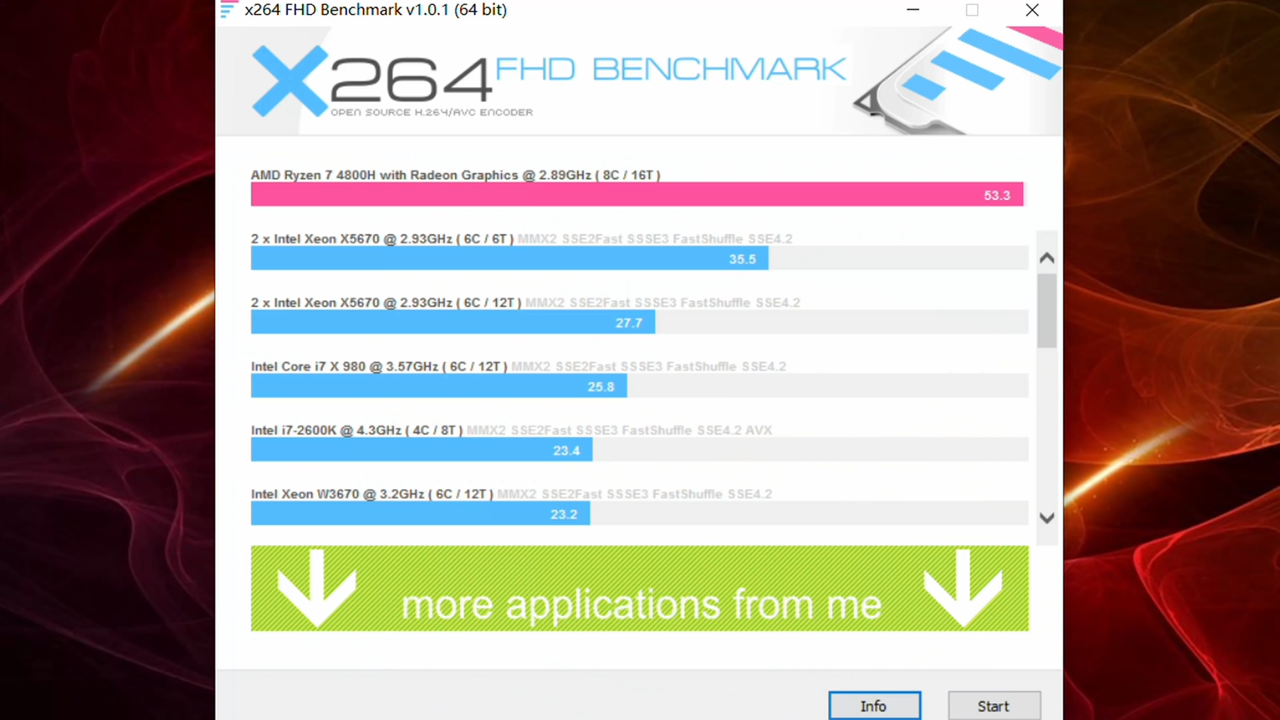 x264 FHD Benchmark v1.0.1 (64 bit)
X264 FHD BENCHMARK
OPEN SOURCE H.264/AVC ENCODER
AMD Ryzen 7 4800H with Radeon Graphics @ 2.89GHz ( 8C / 16T )
53.3
2 x Intel Xeon X5670 @ 2.93GHz ( 6C / 6T ) MMX2 SSE2Fast SSSE3 FastShuffle SSE4.2
35.5
2 x Intel Xeon X5670 @ 2.93GHz ( 6C / 12T ) MMX2 SSE2Fast SSSE3 FastShuffle SSE4.2
27.7
Intel Core i7 X 980 @ 3.57GHz ( 6C / 12T ) MMX2 SSE2Fast SSSE3 FastShuffle SSE4.2
25.8
Intel i7-2600K @ 4.3GHz ( 4C / 8T ) MMX2 SSE2Fast SSSE3 FastShuffle SSE4.2 AVX
23.4
Intel Xeon W3670 @ 3.2GHz ( 6C / 12T ) MMX2 SSE2Fast SSSE3 FastShuffle SSE4.2
23.2
more applications from me
Info Start